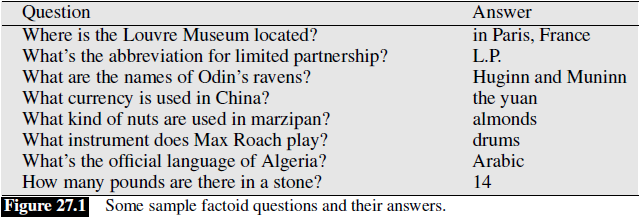 Question Answer
Where is the Louvre Museum located? in Paris, France
What's the abbreviation for limited partnership? L.P.
What are the names of Odin's ravens? Huginn and Muninn
What currency is used in China? the yuan
What kind of nuts are used in marzipan? almonds
What instrument does Max Roach play? drums
What's the official language of Algeria? Arabic
How many pounds are there in a stone? 14
Figure 27.1 Some sample factoid questions and their answers.